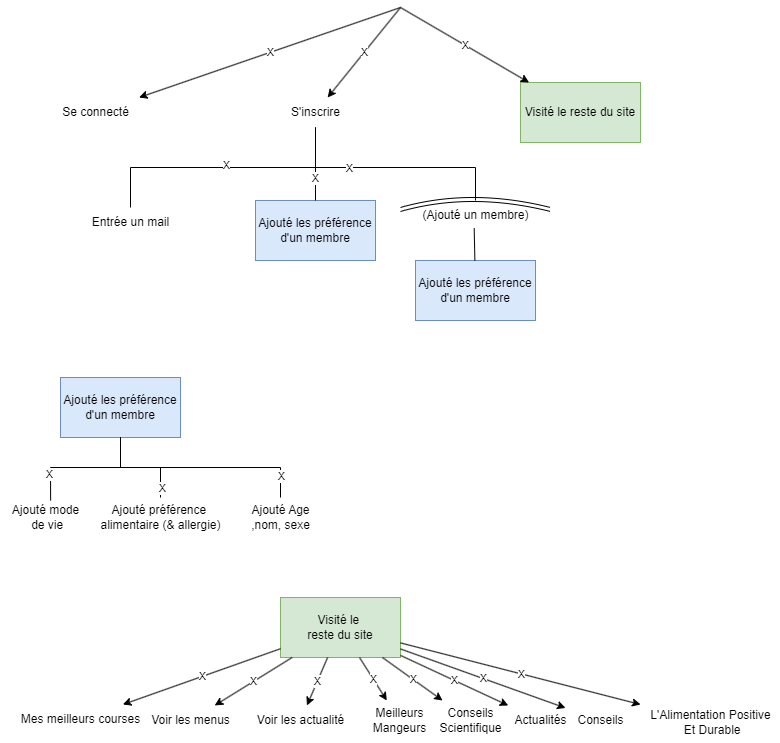 X
X
X
Se connecté
S'inscrire
Visité le reste du site
X
X
X
Entrée un mail
Ajouté les préférence
d'un membre
(Ajouté un membre)
Ajouté les préférence
d'un membre
Ajouté les préférence
d'un membre
X
X
X
Ajouté mode
de vie
Ajouté préférence
alimentaire (& allergie)
Ajouté Age
,nom, sexe
Visité le
reste du site
X
X
X
X
X
X
X
X
Mes meilleurs courses
Voir les menus
Voir les actualité
Meilleurs
Mangeurs
Conseils
Scientifique
Actualités
Conseils
L'Alimentation Positive
Et Durable